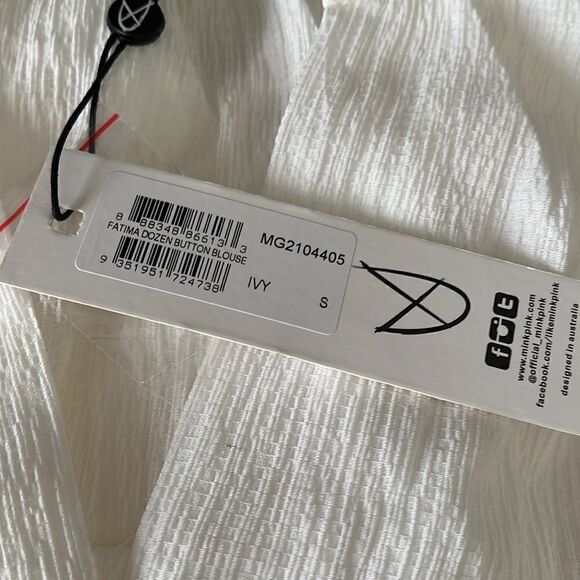 8 88348 86613 3
FATIMA DOZEN BUTTON BLOUSE
9 351951 724738
MG2104405
IVY
S
www.minkpink.com
@official_minkpink
facebook.com/likeminkpink
designed in australia